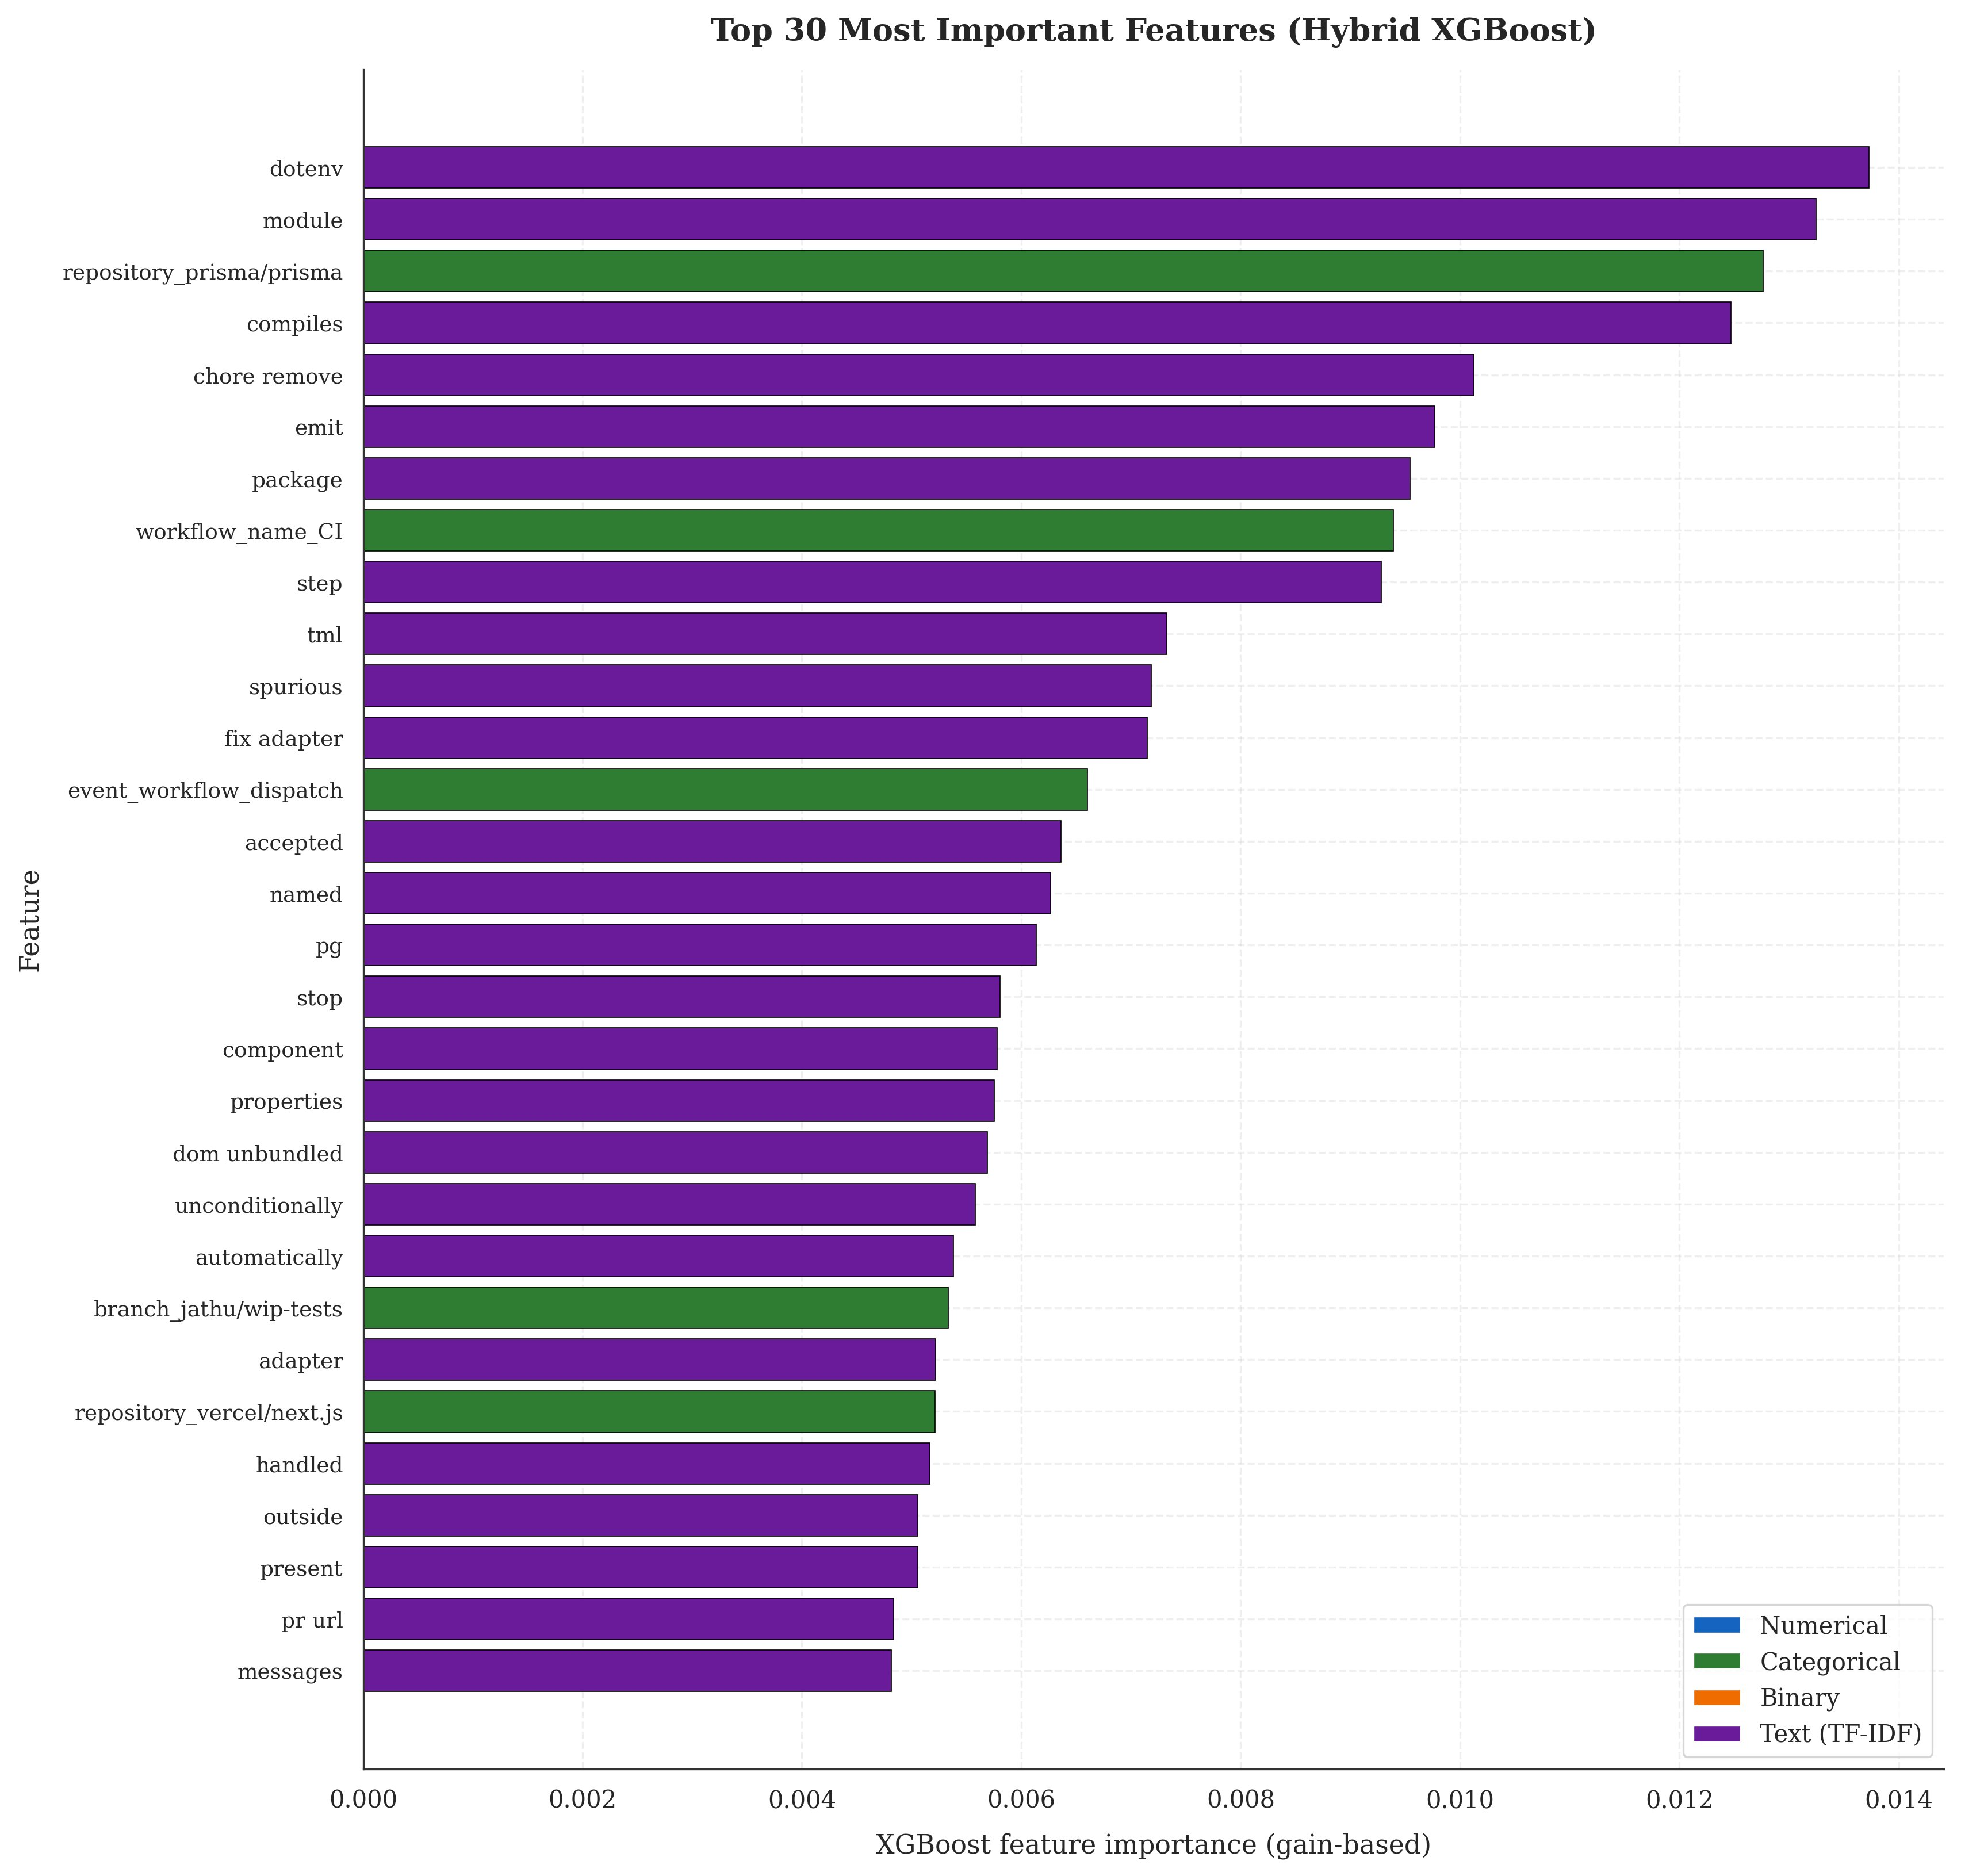 Top 30 Most Important Features (Hybrid XGBoost)
Feature
dotenv
module
repository_prisma/prisma
compiles
chore remove
emit
package
workflow_name_CI
step
tml
spurious
fix adapter
event_workflow_dispatch
accepted
named
pg
stop
component
properties
dom unbundled
unconditionally
automatically
branch_jathu/wip-tests
adapter
repository_vercel/next.js
handled
outside
present
pr url
messages
Numerical
Categorical
Binary
Text (TF-IDF)
0.000 0.002 0.004 0.006 0.008 0.010 0.012 0.014
XGBoost feature importance (gain-based)